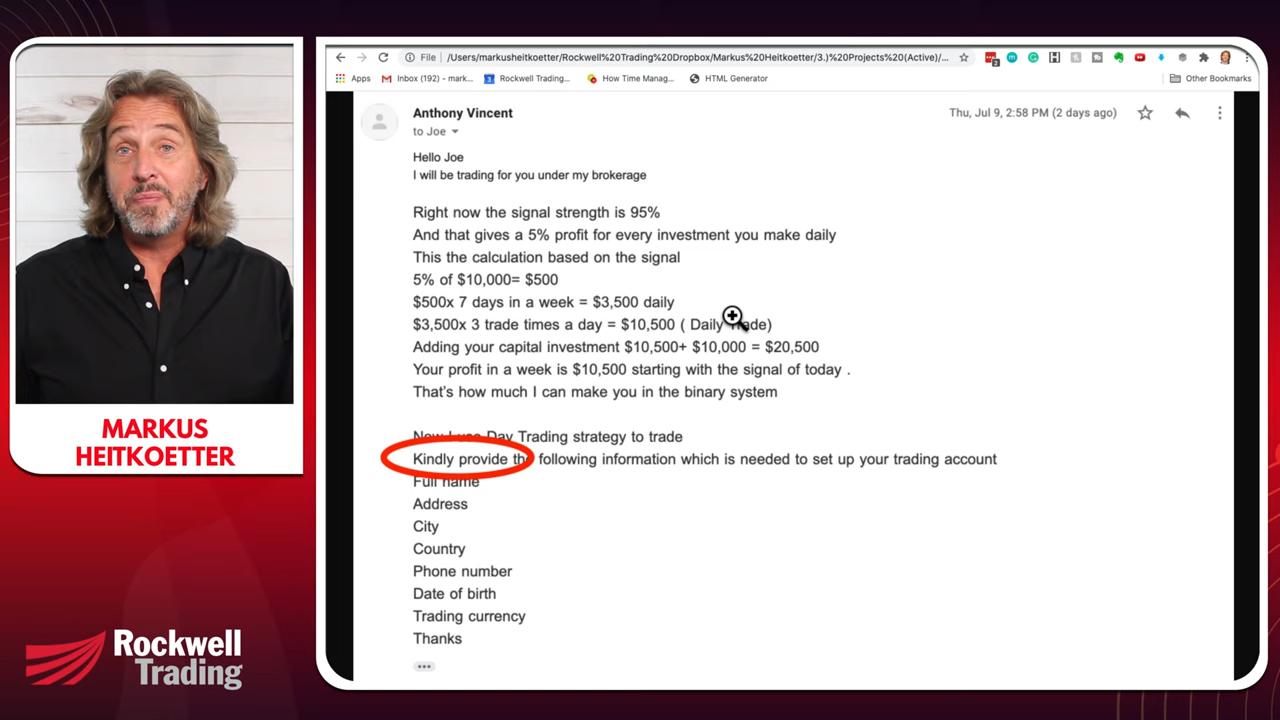 MARKUS
HEITKOETTER
Rockwell
Trading
File /Users/markusheitkoetter/Rockwell%20Trading%20Dropbox/Markus%20Heitkoetter/3.)%20Projects%20(Active)/...
Apps Inbox (192) - mark... Rockwell Trading... How Time Manag... HTML Generator Other Bookmarks
Anthony Vincent Thu, Jul 9, 2:58 PM (2 days ago)
to Joe
Hello Joe
I will be trading for you under my brokerage
Right now the signal strength is 95%
And that gives a 5% profit for every investment you make daily
This the calculation based on the signal
5% of $10,000= $500
$500x 7 days in a week = $3,500 daily
$3,500x 3 trade times a day = $10,500 ( Daily Trade)
Adding your capital investment $10,500+ $10,000 = $20,500
Your profit in a week is $10,500 starting with the signal of today .
That's how much I can make you in the binary system
Now I use Day Trading strategy to trade
Kindly provide the following information which is needed to set up your trading account
Full name
Address
City
Country
Phone number
Date of birth
Trading currency
Thanks